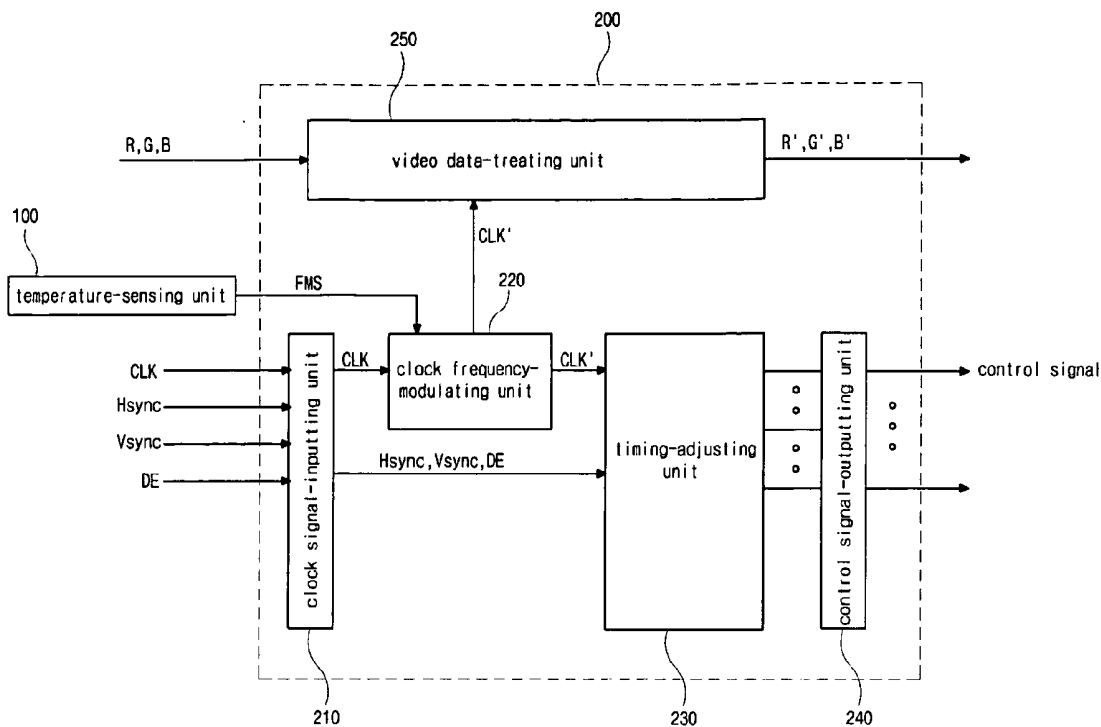 200
250
R,G,B
video data-treating unit
R',G',B'
100
CLK'
temperature-sensing unit
FMS
220
CLK
Hsync
Vsync
DE
clock signal-inputting unit
CLK
clock frequency-
modulating unit
CLK'
Hsync,Vsync,DE
timing-adjusting
unit
control signal-outputting unit
control signal
210
230
240